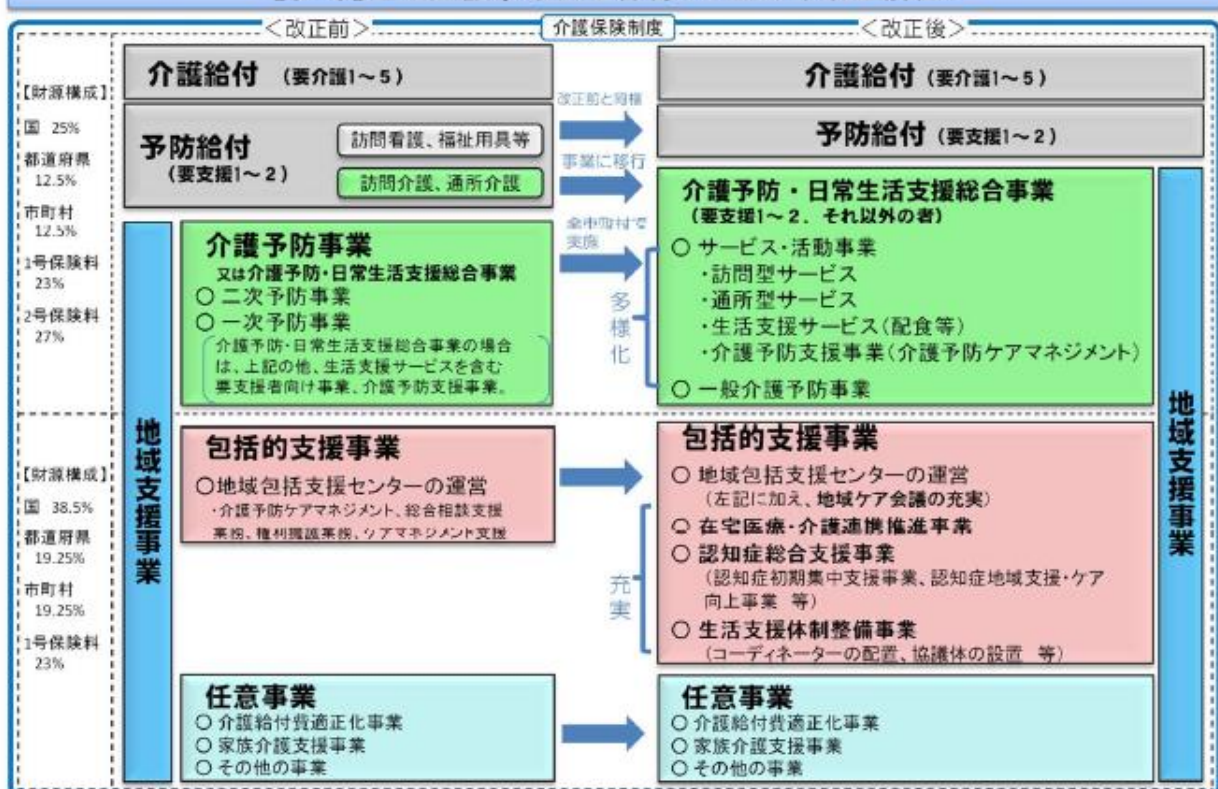 ＜改正前＞
介護保険制度
＜改正後＞
【財源構成】
国 25%
都道府県
12.5%
市町村
12.5%
1号保険料
23%
2号保険料
27%
介護給付 （要介護1～5）
予防給付
（要支援1～2）
訪問看護、福祉用具等
訪問介護、通所介護
改正前と同様
事業に移行
全市町村で
実施
多様化
介護給付（要介護1～5）
予防給付（要支援1～2）
地域支援事業
介護予防事業
又は介護予防・日常生活支援総合事業
○ 二次予防事業
○ 一次予防事業
介護予防・日常生活支援総合事業の場合
は、上記の他、生活支援サービスを含む
要支援者向け事業、介護予防支援事業。
介護予防・日常生活支援総合事業
（要支援1～2．それ以外の者）
○ サービス・活動事業
・訪問型サービス
・通所型サービス
・生活支援サービス（配食等）
・介護予防支援事業（介護予防ケアマネジメント）
○ 一般介護予防事業
地域支援事業
【財源構成】
国 38.5%
都道府県
19.25%
市町村
19.25%
1号保険料
23%
包括的支援事業
○地域包括支援センターの運営
・介護予防ケアマネジメント、総合相談支援
業務、権利擁護業務、ケアマネジメント支援
充実
包括的支援事業
○ 地域包括支援センターの運営
（左記に加え、地域ケア会議の充実）
○ 在宅医療・介護連携推進事業
○ 認知症総合支援事業
（認知症初期集中支援事業、認知症地域支援・ケア
向上事業 等）
○ 生活支援体制整備事業
（コーディネーターの配置、協議体の設置 等）
任意事業
○ 介護給付費適正化事業
○ 家族介護支援事業
○ その他の事業
任意事業
○ 介護給付費適正化事業
○ 家族介護支援事業
○ その他の事業